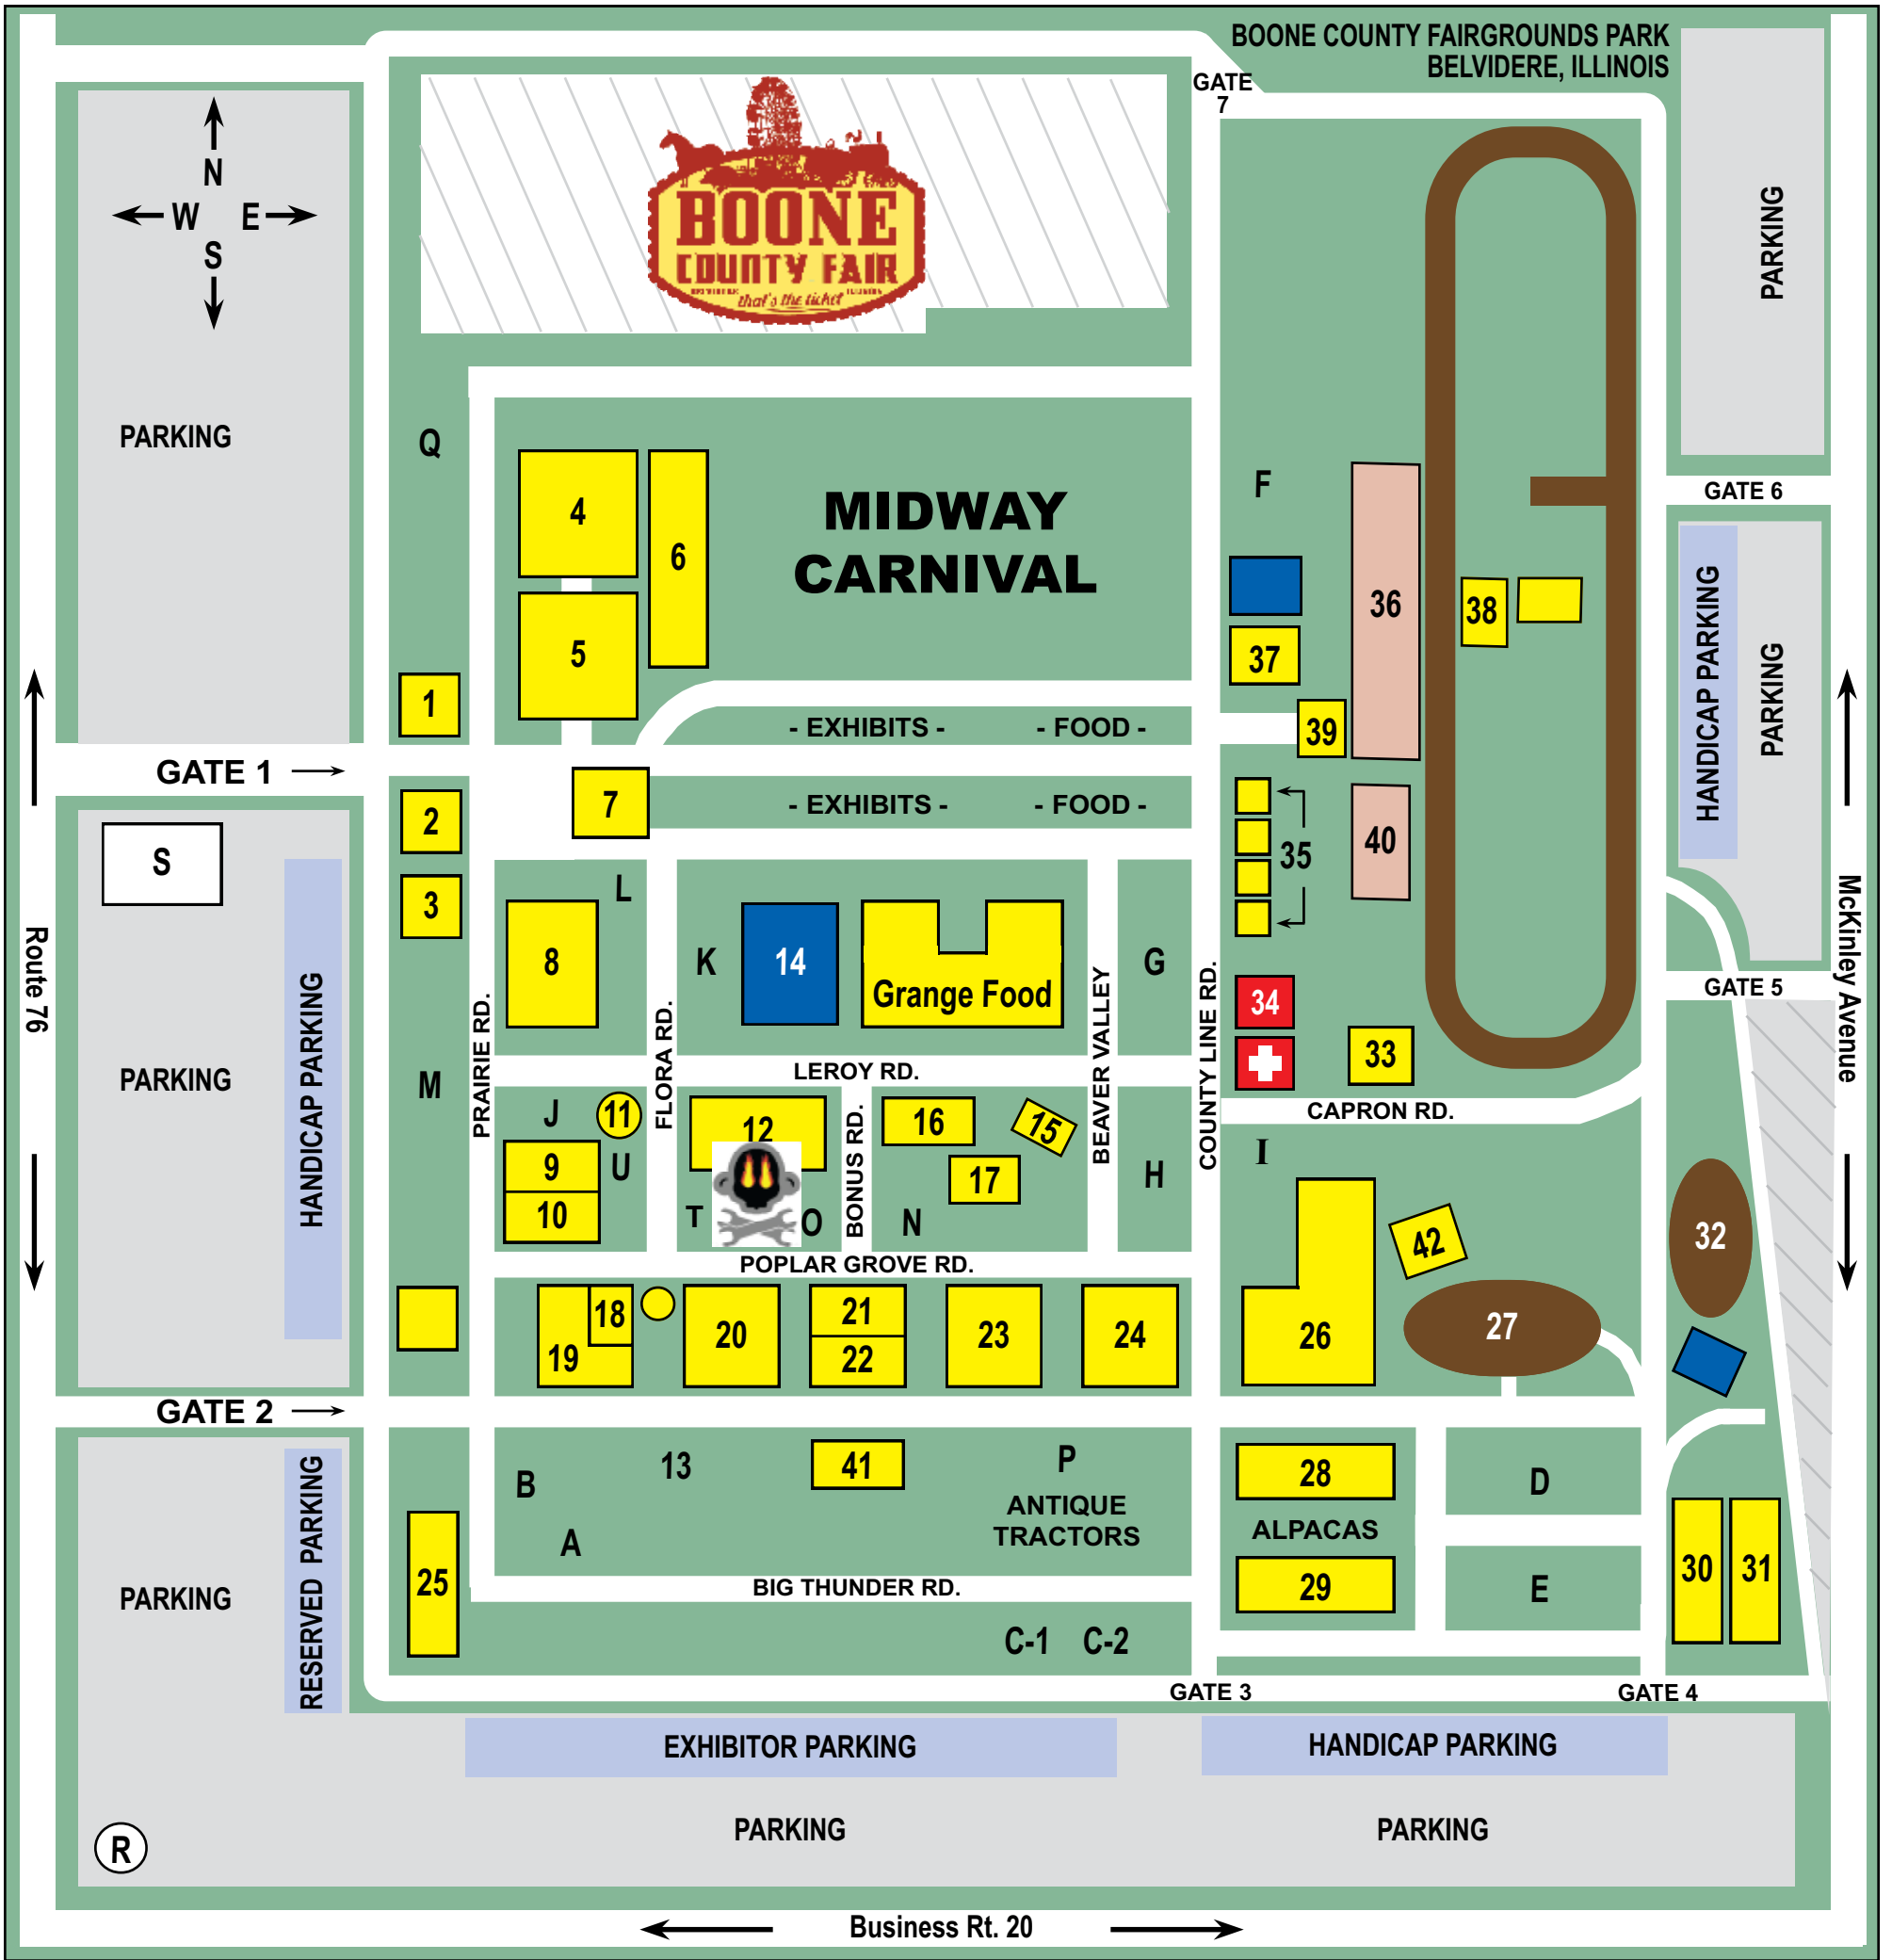 BOONE COUNTY FAIRGROUNDS PARK
BELVIDERE, ILLINOIS
GATE
7
N
W E
S
BOONE
COUNTY FAIR
that's the ticket
PARKING
PARKING
Q
4
6
MIDWAY
CARNIVAL
F
36
GATE 6
5
37
38
HANDICAP PARKING
PARKING
1
- EXHIBITS -
- FOOD -
39
GATE 1
2
7
- EXHIBITS -
- FOOD -
35
40
S
3
L
8
K
14
Grange Food
G
34
GATE 5
Route 76
McKinley Avenue
PARKING
HANDICAP PARKING
M
PRAIRIE RD.
FLORA RD.
LEROY RD.
BEAVER VALLEY
COUNTY LINE RD.
33
CAPRON RD.
J
11
12
BONUS RD.
16
15
9
U
17
H
I
10
T
O
N
42
32
POPLAR GROVE RD.
18
19
20
21
22
23
24
26
27
GATE 2
B
13
41
P
28
D
A
ANTIQUE
TRACTORS
ALPACAS
PARKING
RESERVED PARKING
25
BIG THUNDER RD.
29
E
30
31
C-1
C-2
GATE 3
GATE 4
EXHIBITOR PARKING
HANDICAP PARKING
PARKING
PARKING
R
Business Rt. 20